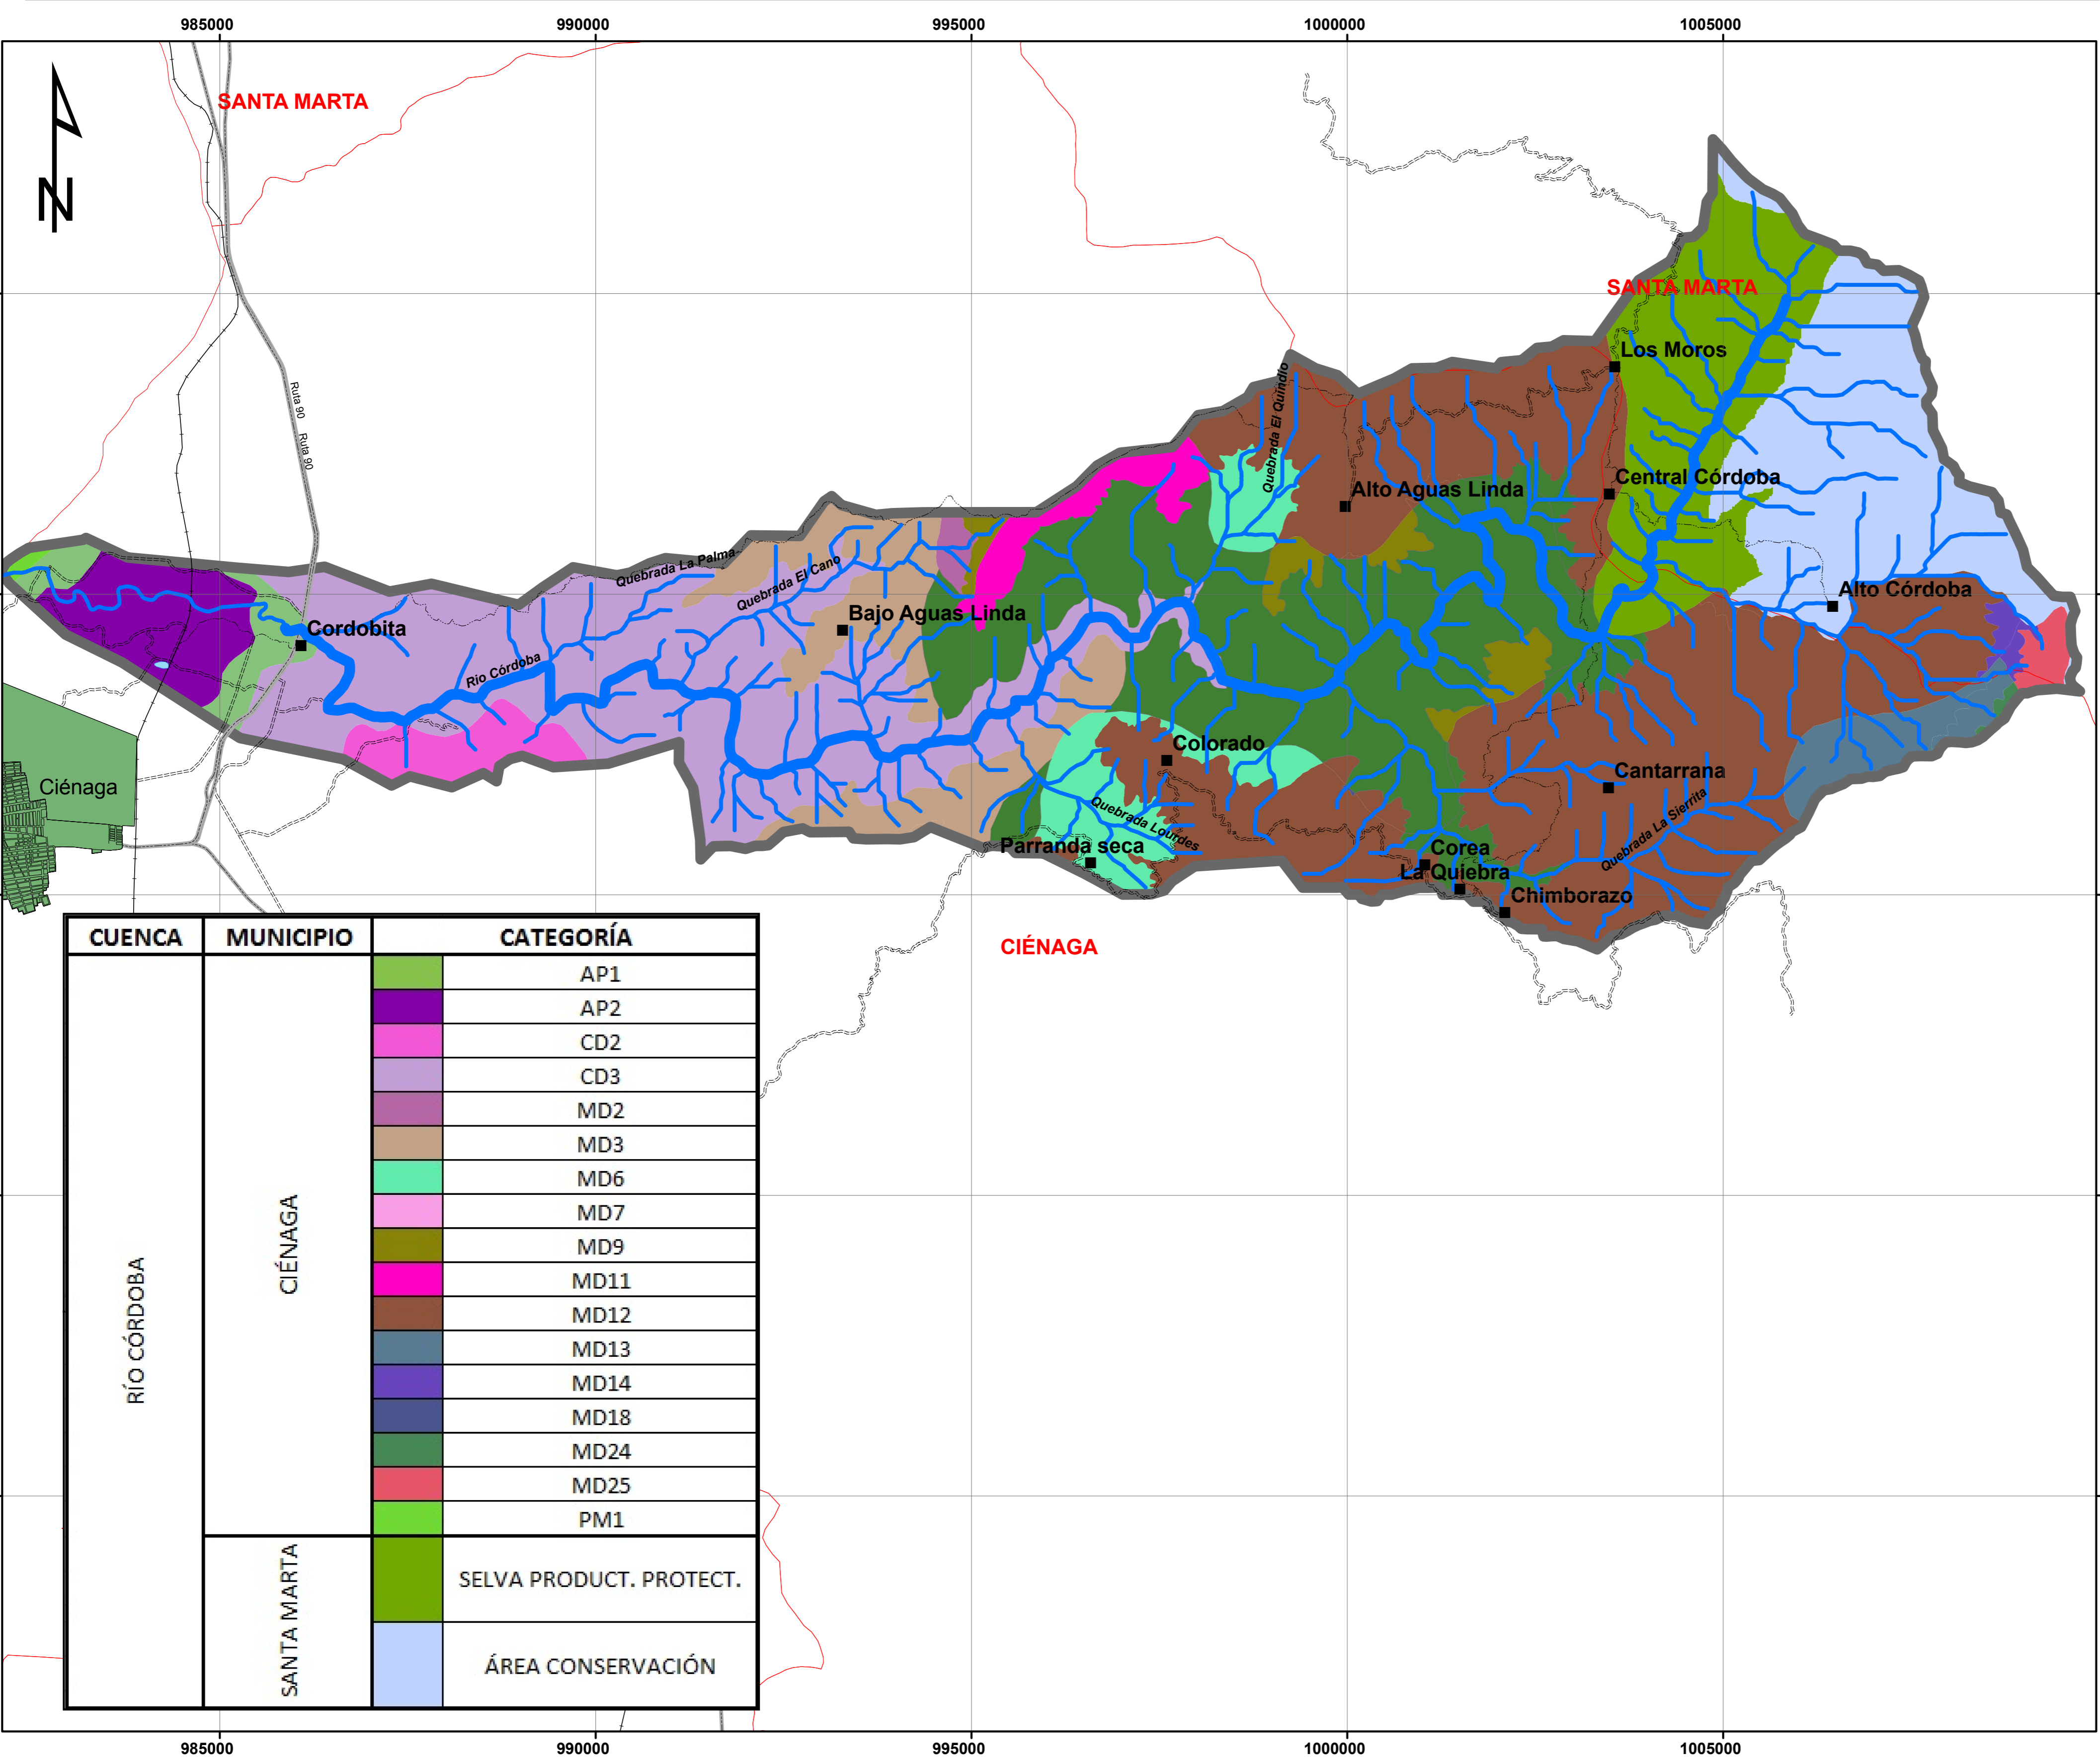 985000 990000 995000 1000000 1005000
SANTA MARTA
N
SANTA MARTA
Los Moros
Quebrada El Quindío
Ruta 90
Ruta 90
Central Córdoba
Alto Aguas Linda
Quebrada La Palma
Quebrada El Cano
Alto Córdoba
Bajo Aguas Linda
Cordobita
Rio Córdoba
Colorado
Cantarrana
Ciénaga
Quebrada Lourdes
Quebrada La Sierrita
Parranda seca
Corea
La Quiebra
Chimborazo
CIÉNAGA
CUENCA MUNICIPIO CATEGORÍA
RÍO CÓRDOBA
CIÉNAGA
AP1
AP2
CD2
CD3
MD2
MD3
MD6
MD7
MD9
MD11
MD12
MD13
MD14
MD18
MD24
MD25
PM1
SANTA MARTA
SELVA PRODUCT. PROTECT.
ÁREA CONSERVACIÓN
985000 990000 995000 1000000 1005000